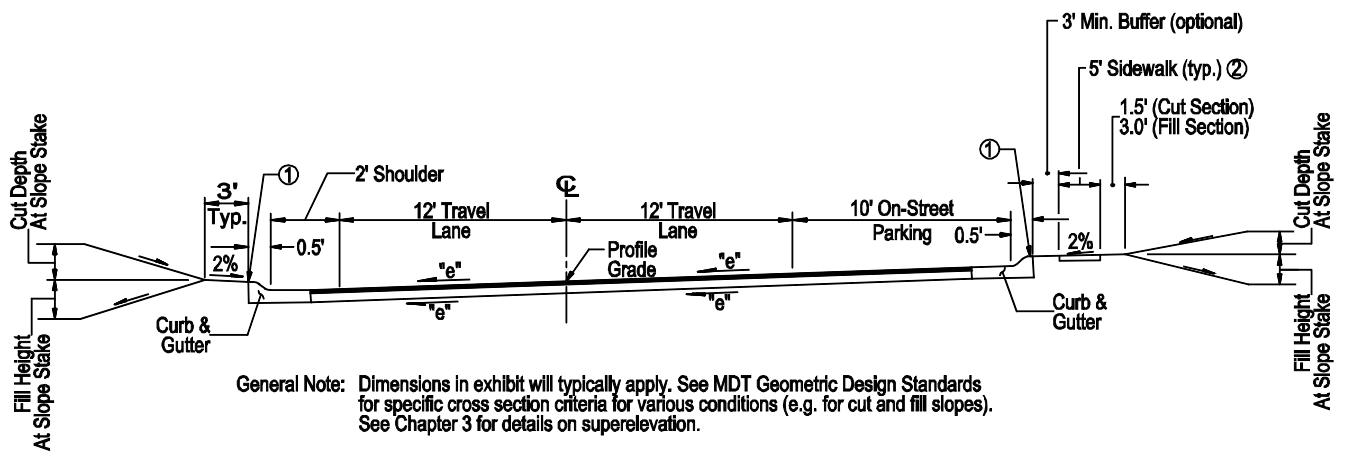 3' Min. Buffer (optional)
5' Sidewalk (typ.) ②
1.5' (Cut Section)
3.0' (Fill Section)
Cut Depth
At Slope Stake
3'
Typ.
①
2' Shoulder
℄
①
Cut Depth
At Slope Stake
12' Travel
Lane
12' Travel
Lane
10' On-Street
Parking
0.5'
0.5'
2%
"e"
Profile
Grade
"e"
2%
"e"
"e"
Curb &
Gutter
Curb &
Gutter
Fill Height
At Slope Stake
Fill Height
At Slope Stake
General Note: Dimensions in exhibit will typically apply. See MDT Geometric Design Standards
for specific cross section criteria for various conditions (e.g. for cut and fill slopes).
See Chapter 3 for details on superelevation.